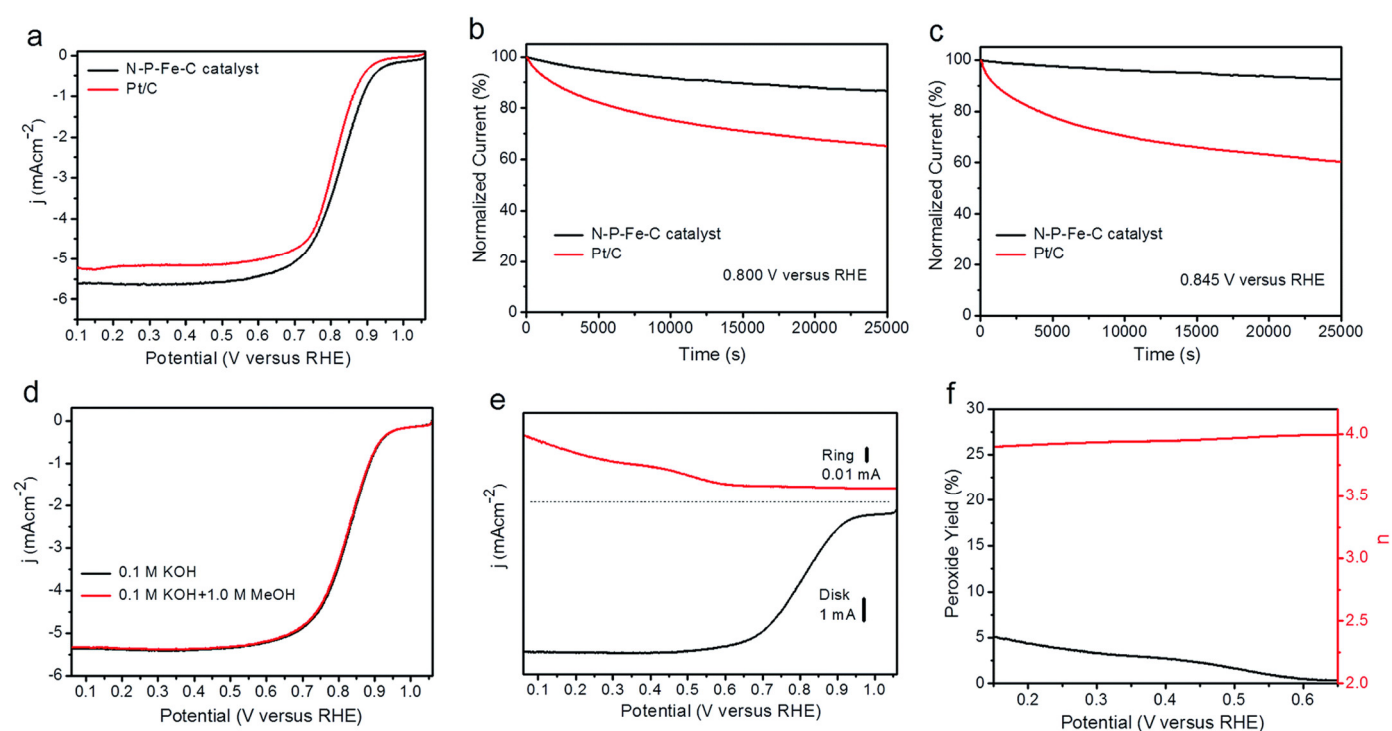 a
N-P-Fe-C catalyst
Pt/C
j (mAcm⁻²)
0
-1
-2
-3
-4
-5
-6
0.1 0.2 0.3 0.4 0.5 0.6 0.7 0.8 0.9 1.0
Potential (V versus RHE)
b
Normalized Current (%)
100
80
60
40
20
0
N-P-Fe-C catalyst
Pt/C
0.800 V versus RHE
0 5000 10000 15000 20000 25000
Time (s)
c
Normalized Current (%)
100
80
60
40
20
0
N-P-Fe-C catalyst
Pt/C
0.845 V versus RHE
0 5000 10000 15000 20000 25000
Time (s)
d
j (mAcm⁻²)
0
-1
-2
-3
-4
-5
-6
0.1 M KOH
0.1 M KOH+1.0 M MeOH
0.1 0.2 0.3 0.4 0.5 0.6 0.7 0.8 0.9 1.0
Potential (V versus RHE)
e
j (mAcm⁻²)
Ring
0.01 mA
Disk
1 mA
0.1 0.2 0.3 0.4 0.5 0.6 0.7 0.8 0.9 1.0
Potential (V versus RHE)
f
Peroxide Yield (%)
30
25
20
15
10
5
0
4.0
3.5
3.0
2.5
2.0
n
0.2 0.3 0.4 0.5 0.6
Potential (V versus RHE)